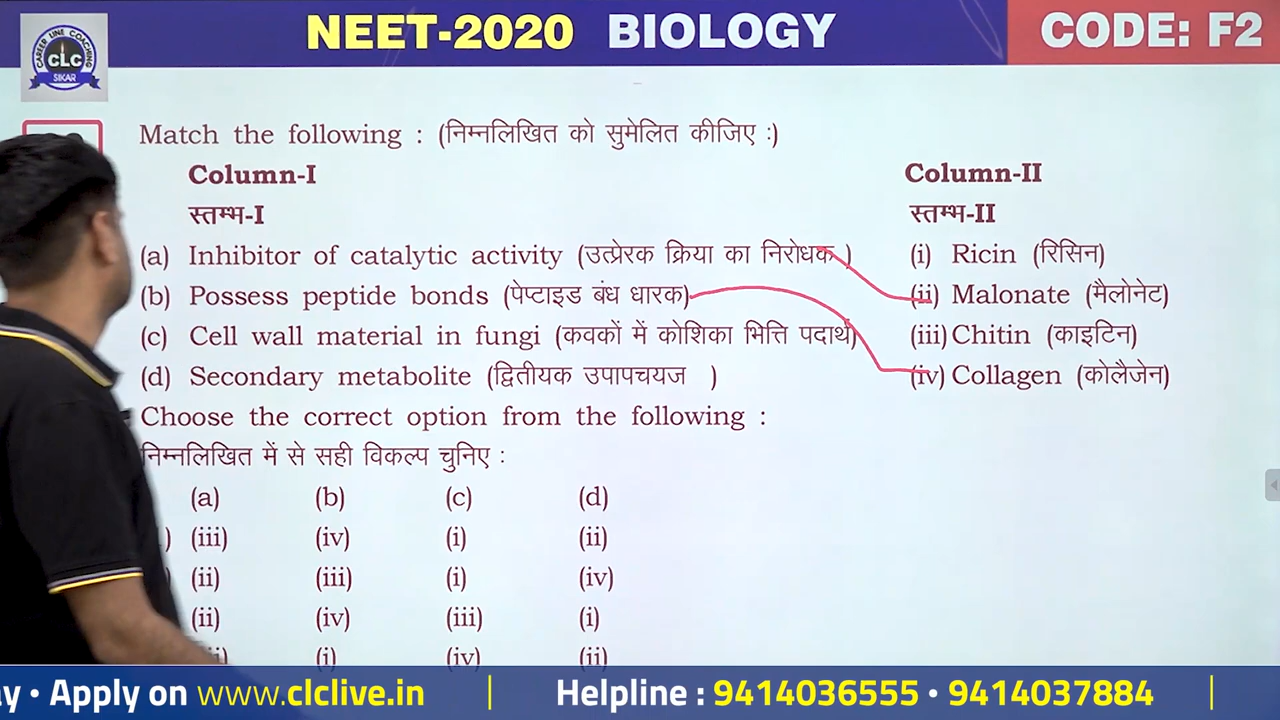 NEET-2020 BIOLOGY CODE: F2
CAREER LINE COACHING
CLC
SIKAR
Match the following : (निम्नलिखित को सुमेलित कीजिए :)
Column-I Column-II
स्तम्भ-I स्तम्भ-II
(a) Inhibitor of catalytic activity (उत्प्रेरक क्रिया का निरोधक ) (i) Ricin (रिसिन)
(b) Possess peptide bonds (पेप्टाइड बंध धारक) (ii) Malonate (मैलोनेट)
(c) Cell wall material in fungi (कवकों में कोशिका भित्ति पदार्थ) (iii) Chitin (काइटिन)
(d) Secondary metabolite (द्वितीयक उपापचयज ) (iv) Collagen (कोलैजेन)
Choose the correct option from the following :
निम्नलिखित में से सही विकल्प चुनिए :
(a) (b) (c) (d)
(iii) (iv) (i) (ii)
(ii) (iii) (i) (iv)
(ii) (iv) (iii) (i)
(i) (iv) (ii)
• Apply on www.clclive.in | Helpline : 9414036555 • 9414037884 |